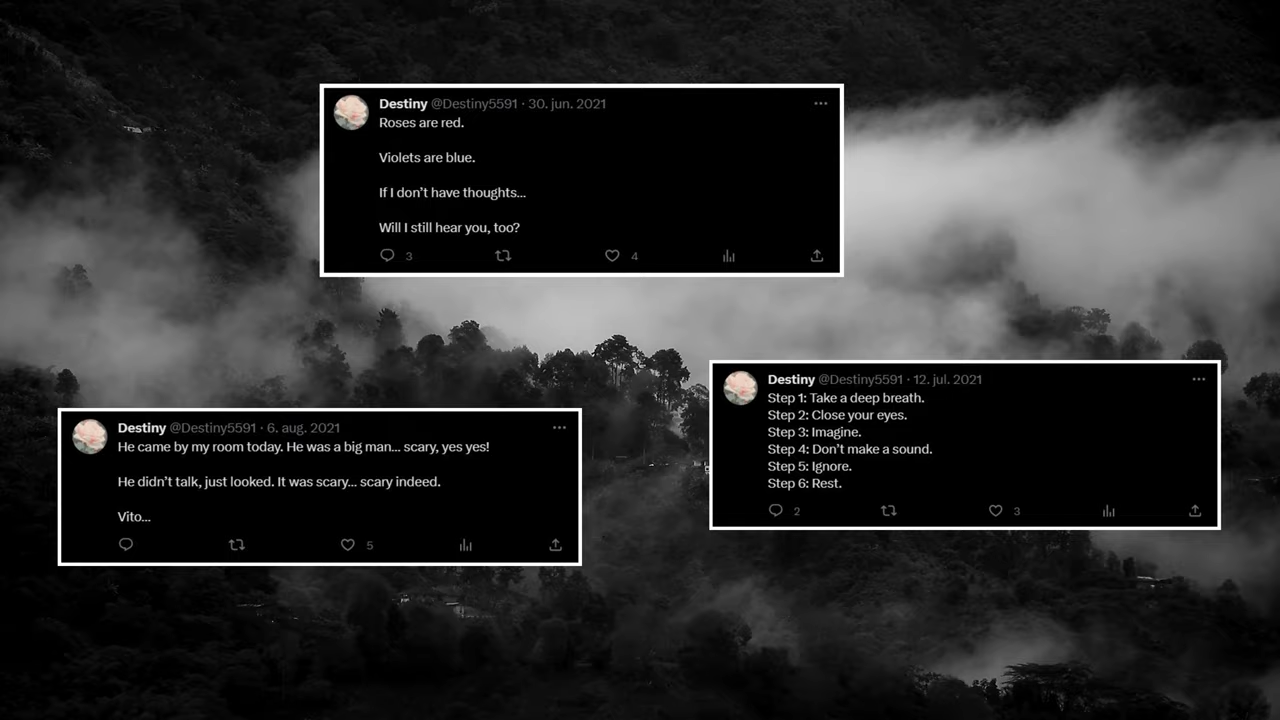 Destiny @Destiny5591 · 30. jun. 2021
Roses are red.
Violets are blue.
If I don’t have thoughts...
Will I still hear you, too?
3 4
Destiny @Destiny5591 · 12. jul. 2021
Step 1: Take a deep breath.
Step 2: Close your eyes.
Step 3: Imagine.
Step 4: Don’t make a sound.
Step 5: Ignore.
Step 6: Rest.
2 3
Destiny @Destiny5591 · 6. aug. 2021
He came by my room today. He was a big man... scary, yes yes!
He didn’t talk, just looked. It was scary... scary indeed.
Vito...
5